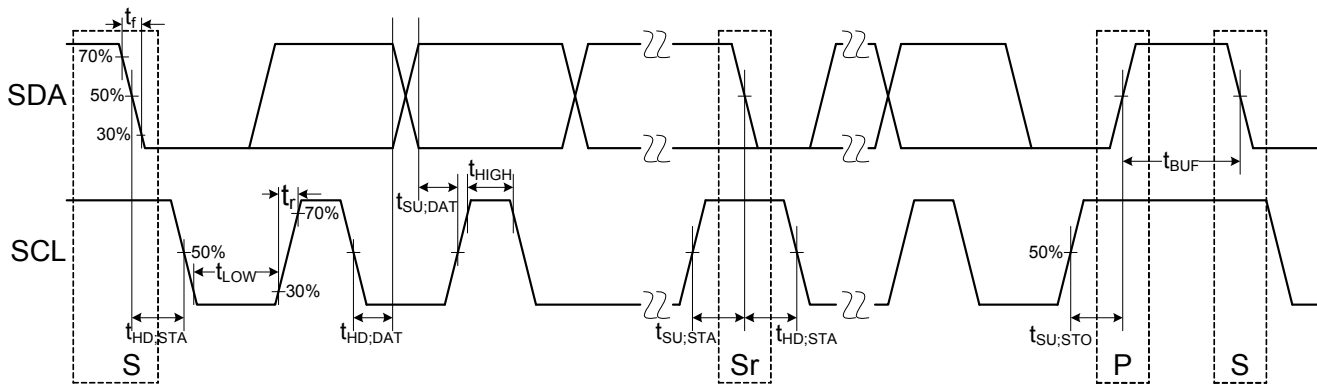 tf
70%
SDA
50%
30%
tBUF
tr
tHIGH
tSU;DAT
70%
SCL
50%
tLOW
30%
50%
tHD;STA
tHD;DAT
tSU;STA
tHD;STA
tSU;STO
S
Sr
P
S